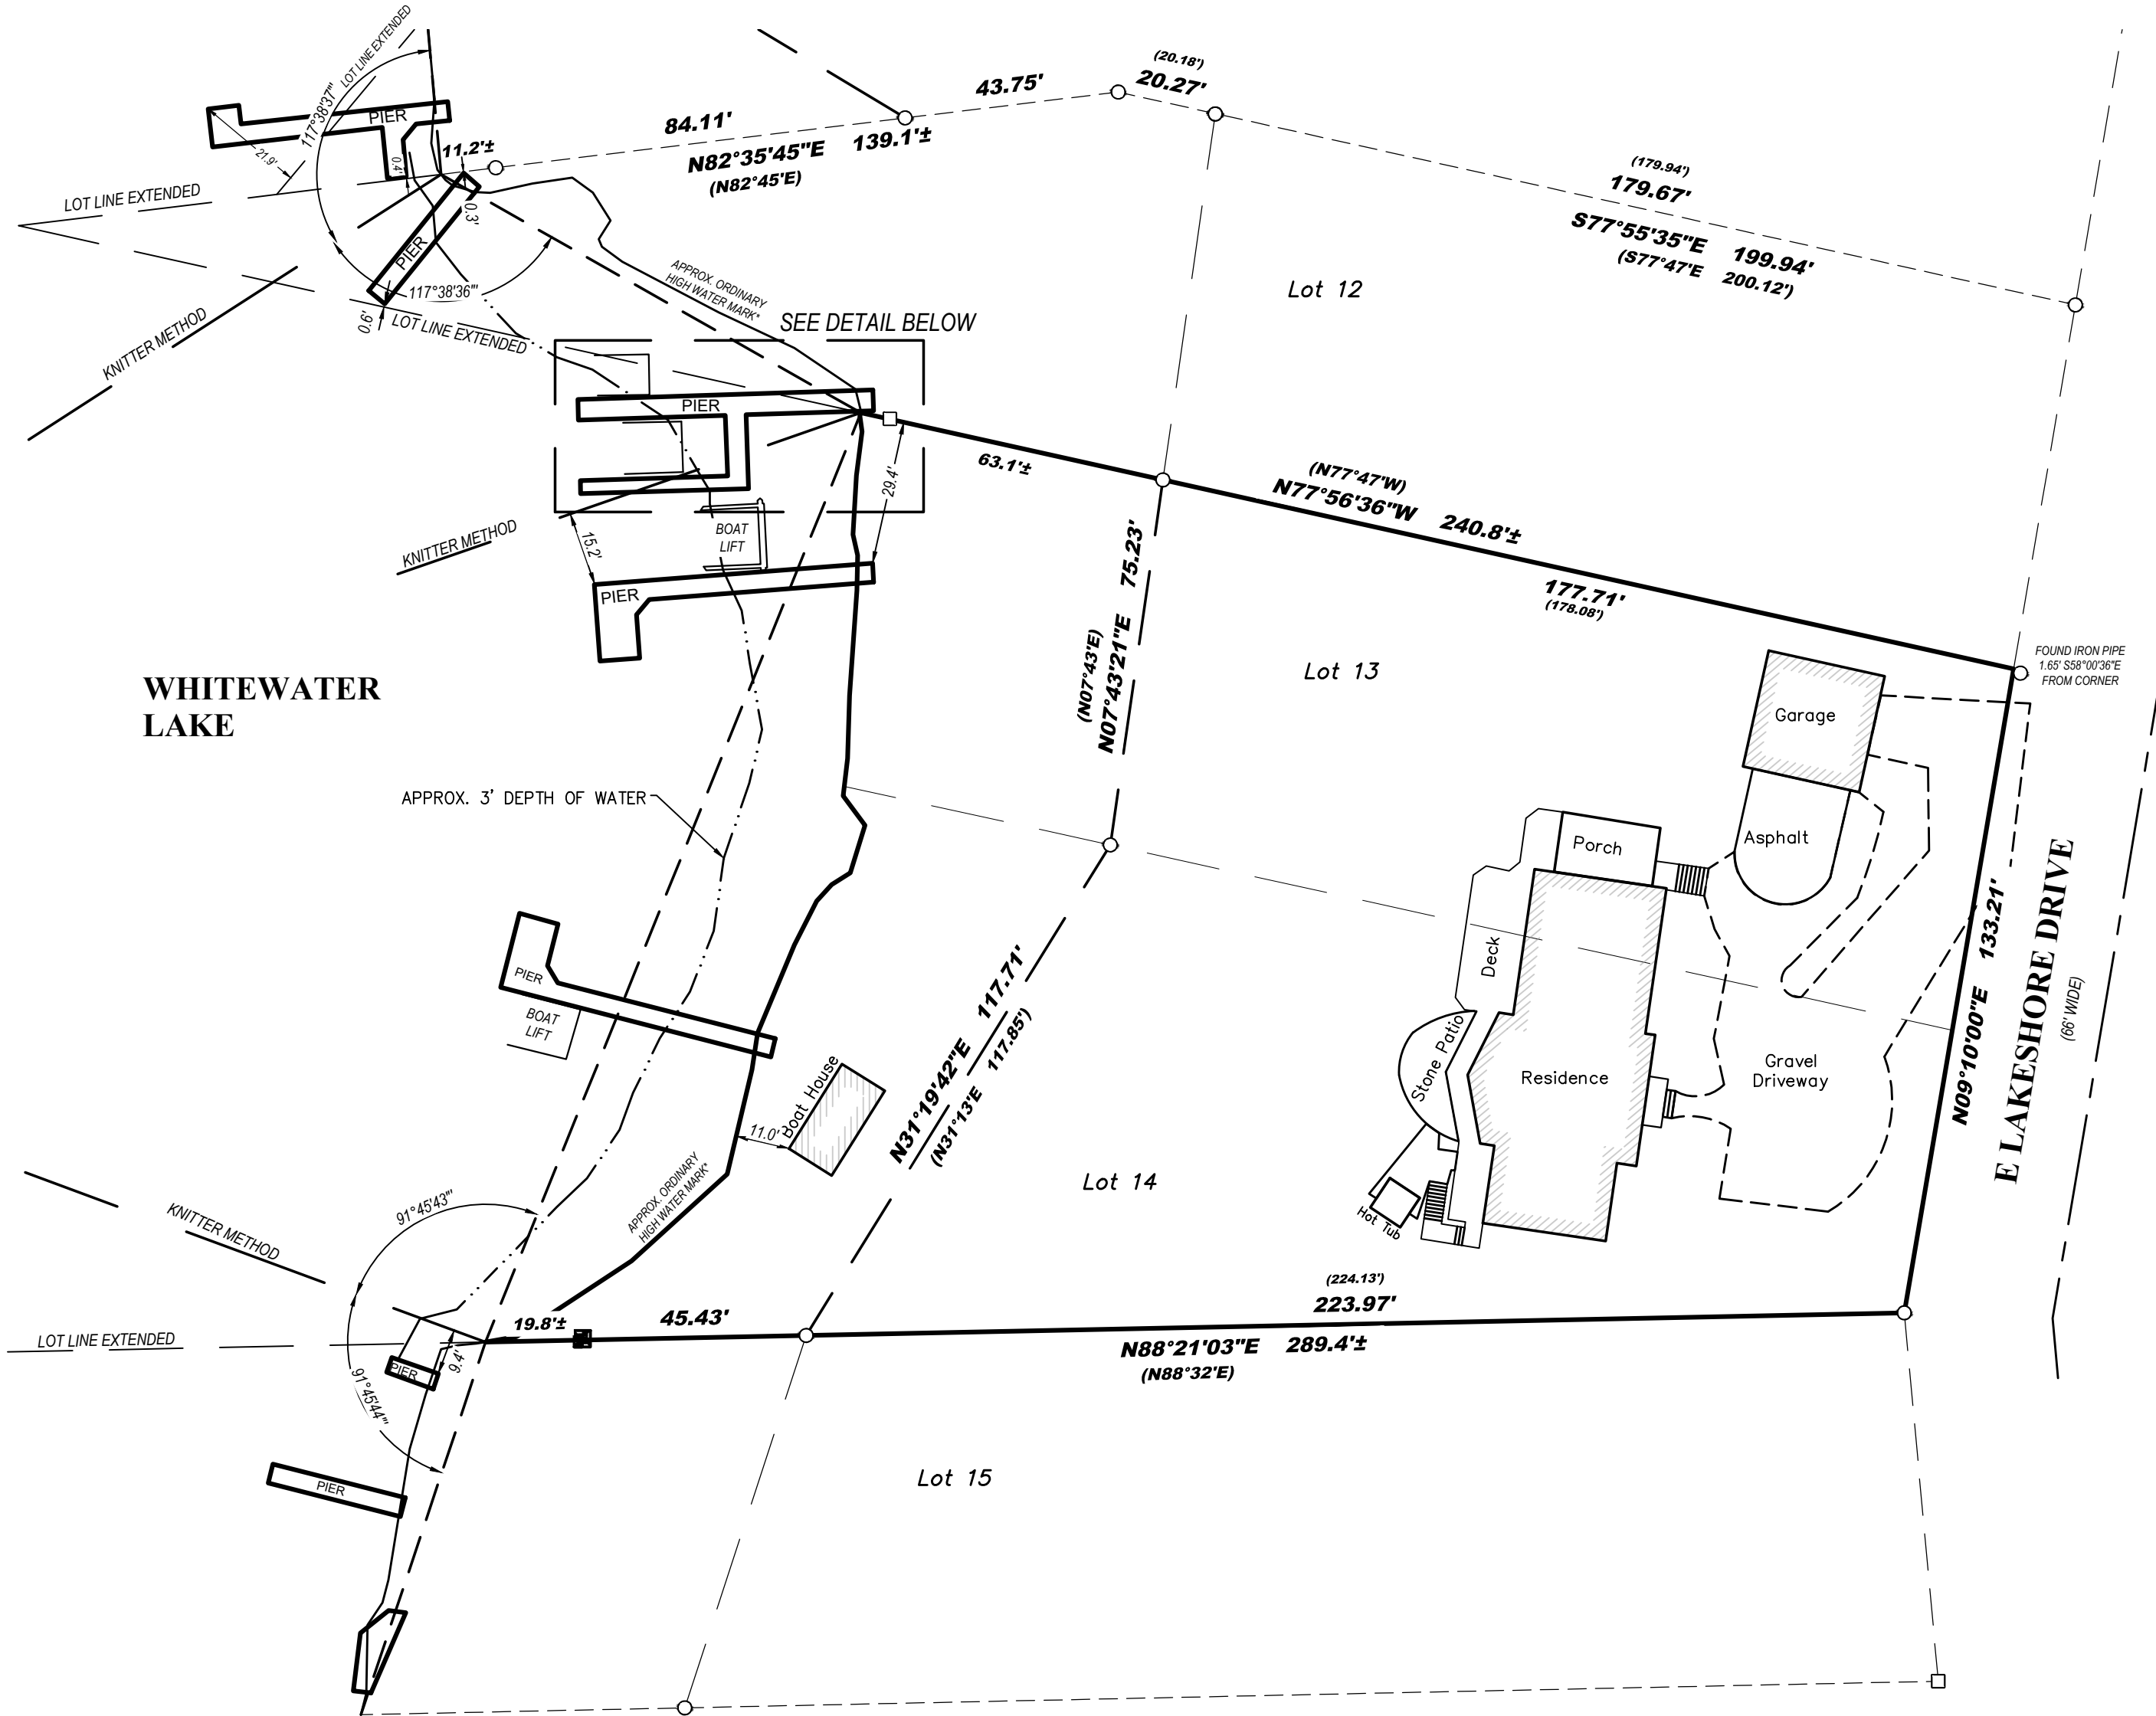 LOT LINE EXTENDED
117°38'37'"
PIER
21.9'
0.4'
11.2'±
84.11'
43.75'
(20.18')
20.27'
N82°35'45"E 139.1'±
(N82°45'E)
(179.94')
179.67'
S77°55'35"E 199.94'
(S77°47'E 200.12')
LOT LINE EXTENDED
0.3'
PIER
117°38'36'"
0.6'
LOT LINE EXTENDED
KNITTER METHOD
APPROX. ORDINARY
HIGH WATER MARK*
SEE DETAIL BELOW
Lot 12
PIER
63.1'±
29.4'
(N77°47'W)
N77°56'36"W 240.8'±
177.71'
(178.08')
KNITTER METHOD
15.2'
BOAT
LIFT
PIER
(N07°43'E)
N07°43'21"E 75.23'
Lot 13
FOUND IRON PIPE
1.65' S58°00'36"E
FROM CORNER
WHITEWATER
LAKE
Garage
APPROX. 3' DEPTH OF WATER
Asphalt
Porch
Deck
PIER
BOAT
LIFT
N31°19'42"E 117.71'
(N31°13'E 117.85')
Stone Patio
Residence
Gravel
Driveway
N09°10'00"E 133.21'
E LAKESHORE DRIVE
(66' WIDE)
Boat House
11.0'
APPROX. ORDINARY
HIGH WATER MARK*
Lot 14
Hot Tub
91°45'43'"
KNITTER METHOD
LOT LINE EXTENDED
19.8'±
45.43'
(224.13')
223.97'
N88°21'03"E 289.4'±
(N88°32'E)
9.4'
PIER
91°45'44'"
PIER
Lot 15